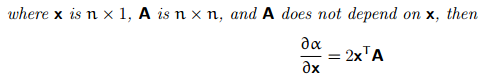 where x is n × 1, A is n × n, and A does not depend on x, then
∂α/∂x = 2xᵀA